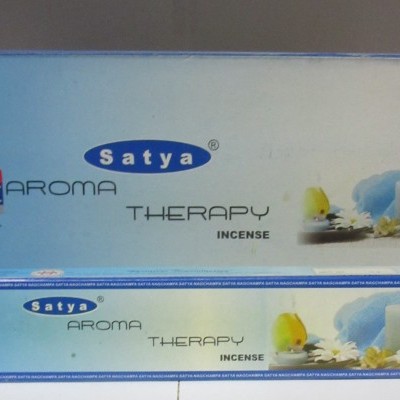 Satya ®
AROMA
THERAPY
INCENSE
Satya ®
AROMA
THERAPY
INCENSE